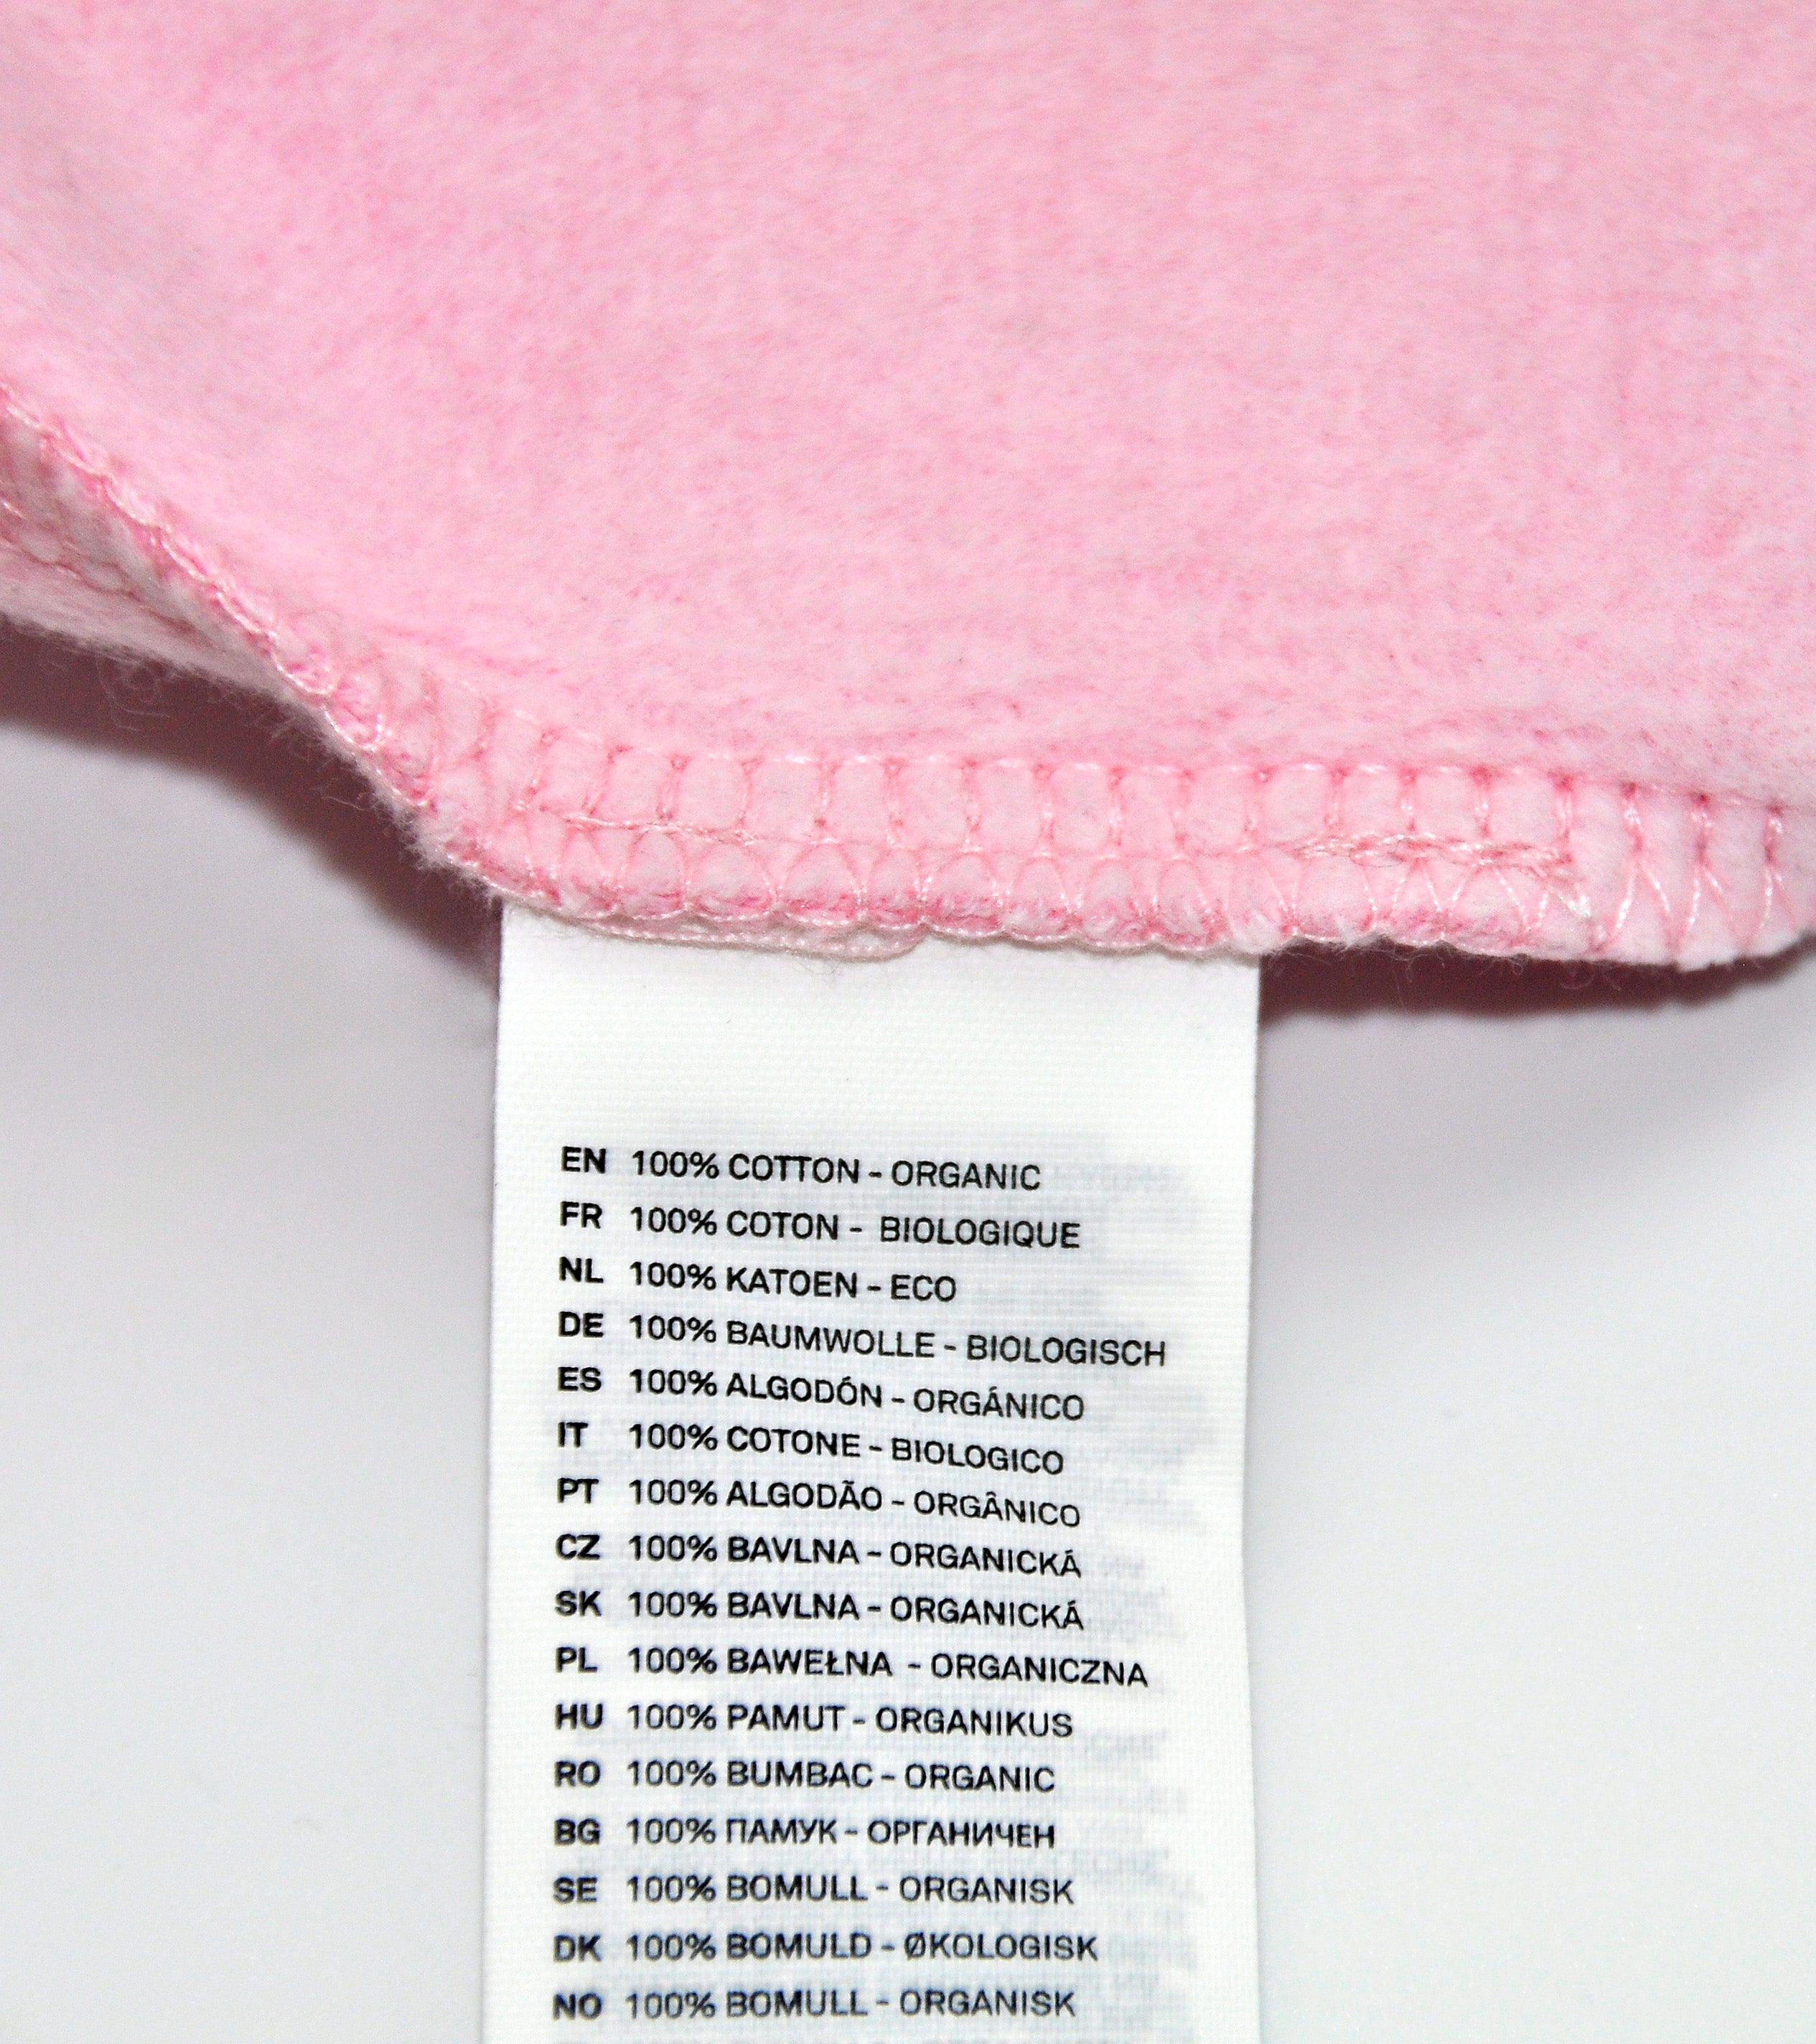 EN 100% COTTON - ORGANIC
FR 100% COTON - BIOLOGIQUE
NL 100% KATOEN - ECO
DE 100% BAUMWOLLE - BIOLOGISCH
ES 100% ALGODÓN - ORGÁNICO
IT 100% COTONE - BIOLOGICO
PT 100% ALGODÃO - ORGÂNICO
CZ 100% BAVLNA - ORGANICKÁ
SK 100% BAVLNA - ORGANICKÁ
PL 100% BAWEŁNA - ORGANICZNA
HU 100% PAMUT - ORGANIKUS
RO 100% BUMBAC - ORGANIC
BG 100% ПАМУК - ОРГАНИЧЕН
SE 100% BOMULL - ORGANISK
DK 100% BOMULD - ØKOLOGISK
NO 100% BOMULL - ORGANISK